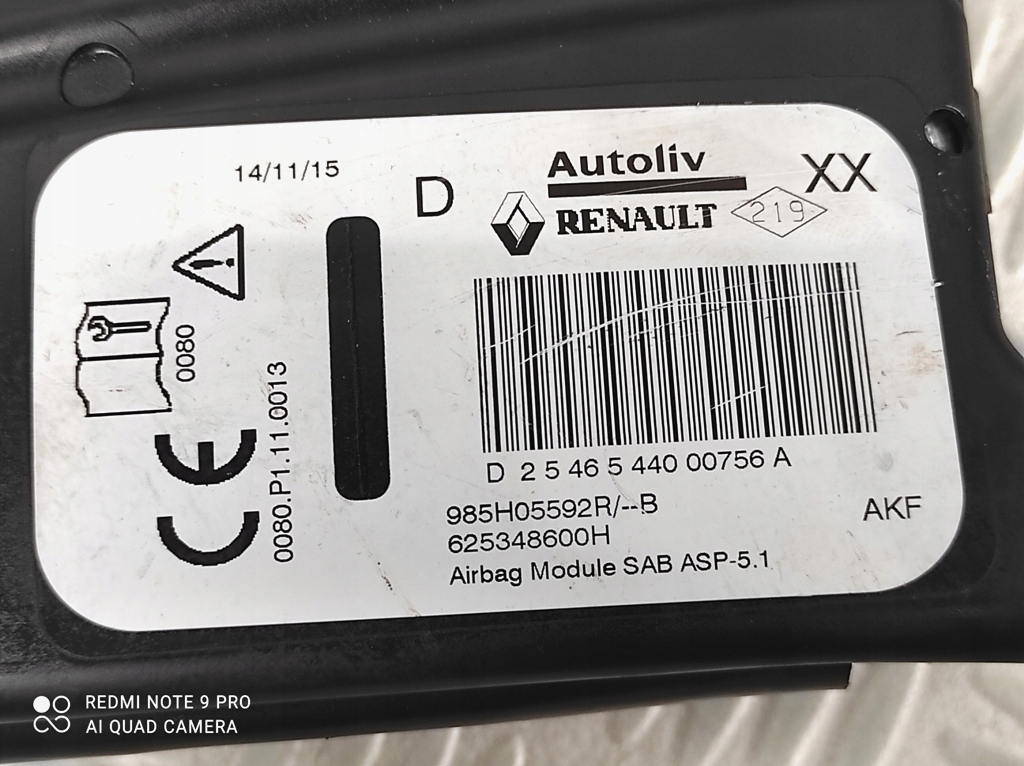 14/11/15
D
Autoliv
RENAULT
219
XX
0080
0080.P1.11.0013
CE
D 2 5 46 5 440 00756 A
985H05592R/--B
625348600H
Airbag Module SAB ASP-5.1
AKF
REDMI NOTE 9 PRO
AI QUAD CAMERA